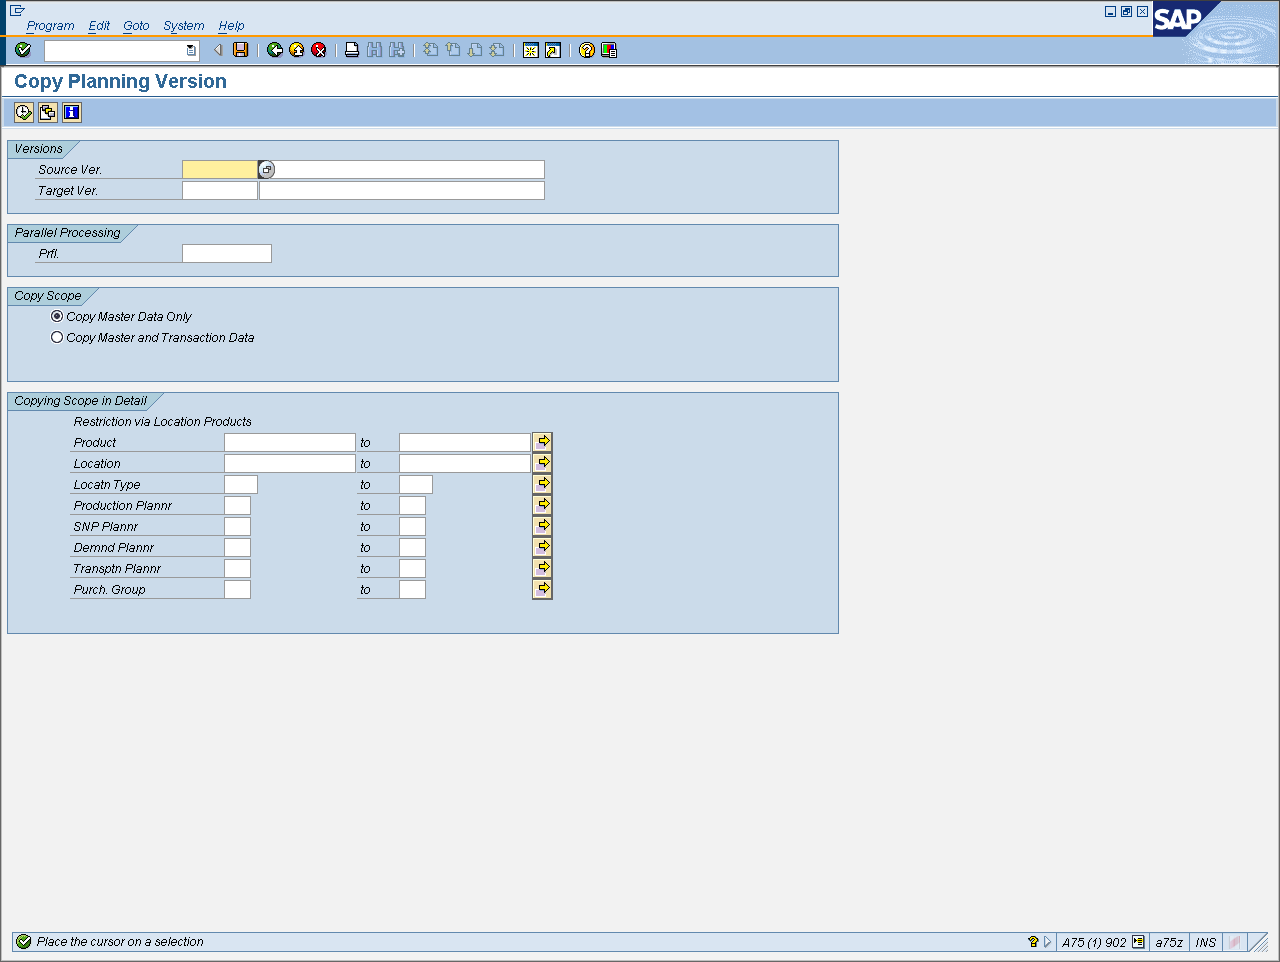 Program Edit Goto System Help
SAP
Copy Planning Version
Versions
Source Ver.
Target Ver.
Parallel Processing
Prfl.
Copy Scope
Copy Master Data Only
Copy Master and Transaction Data
Copying Scope in Detail
Restriction via Location Products
Product to
Location to
Locatn Type to
Production Plannr to
SNP Plannr to
Demnd Plannr to
Transptn Plannr to
Purch. Group to
Place the cursor on a selection A75 (1) 902 a75z INS